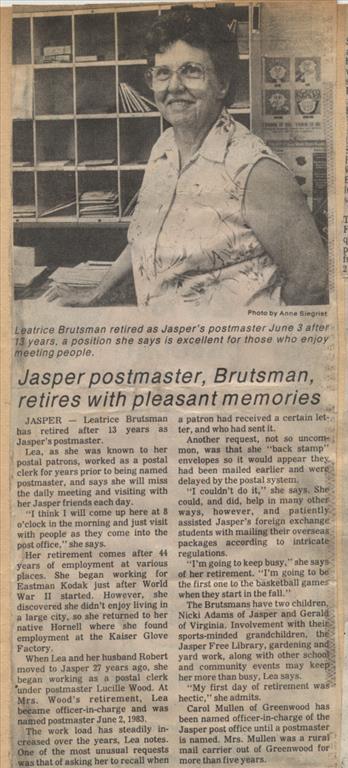 Photo by Anne Siegrist
Leatrice Brutsman retired as Jasper's postmaster June 3 after
13 years, a position she says is excellent for those who enjoy
meeting people.
Jasper postmaster, Brutsman,
retires with pleasant memories
JASPER — Leatrice Brutsman
has retired after 13 years as
Jasper's postmaster.
Lea, as she was known to her
postal patrons, worked as a postal
clerk for years prior to being named
postmaster, and says she will miss
the daily meeting and visiting with
her Jasper friends each day.
"I think I will come up here at 8
o'clock in the morning and just visit
with people as they come into the
post office," she says.
Her retirement comes after 44
years of employment at various
places. She began working for
Eastman Kodak just after World
War II started. However, she
discovered she didn't enjoy living in
a large city, so she returned to her
native Hornell where she found
employment at the Kaiser Glove
Factory.
When Lea and her husband Robert
moved to Jasper 27 years ago, she
began working as a postal clerk
under postmaster Lucille Wood. At
Mrs. Wood's retirement, Lea
became officer-in-charge and was
named postmaster June 2, 1983.
The work load has steadily in-
creased over the years, Lea notes.
One of the most unusual requests
was that of asking her to recall when
a patron had received a certain let-
ter, and who had sent it.
Another request, not so uncom-
mon, was that she "back stamp"
envelopes so it would appear they
had been mailed earlier and were
delayed by the postal system.
"I couldn't do it," she says. She
could, and did, help in many other
ways, however, and patiently
assisted Jasper's foreign exchange
students with mailing their overseas
packages according to intricate
regulations.
"I'm going to keep busy," she says
of her retirement. "I'm going to be
the first one to the basketball games
when they start in the fall."
The Brutsmans have two children,
Nicki Adams of Jasper and Gerald
of Virginia. Involvement with their
sports-minded grandchildren, the
Jasper Free Library, gardening and
yard work, along with other school
and community events may keep
her more than busy, Lea says.
"My first day of retirement was
hectic," she admits.
Carol Mullen of Greenwood has
been named officer-in-charge of the
Jasper post office until a postmaster
is named. Mrs. Mullen was a rural
mail carrier out of Greenwood for
more than five years.